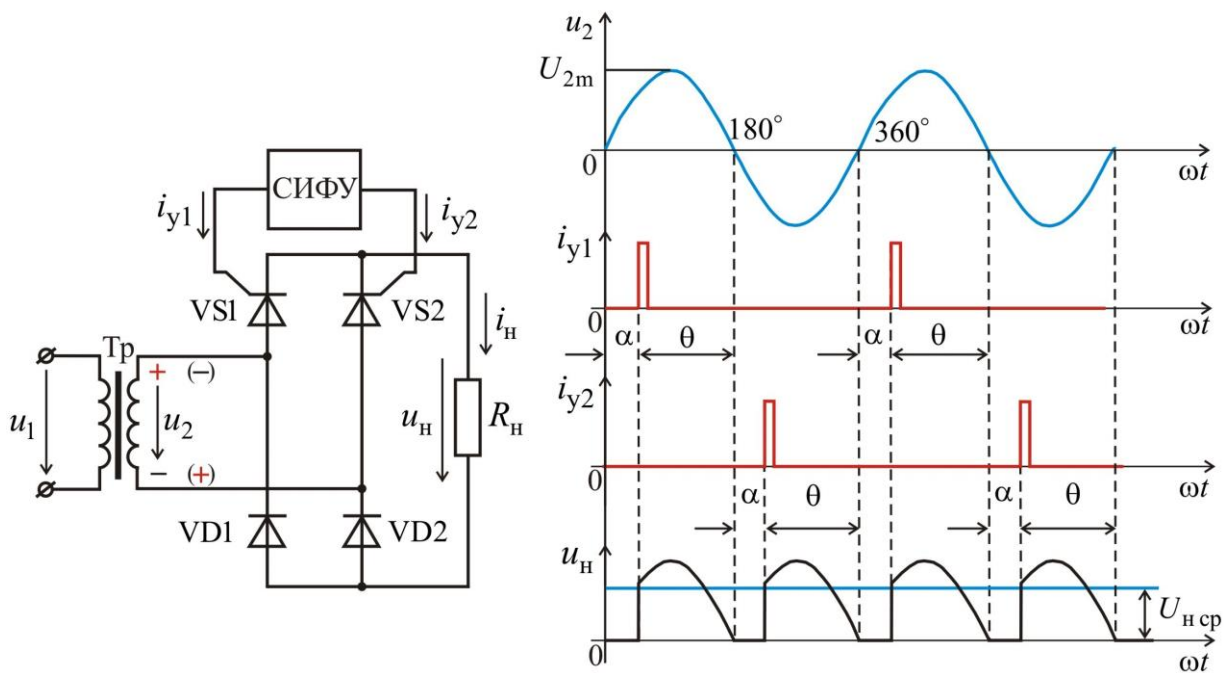 СИФУ
iу1
iу2
VS1
VS2
Тр
+ (–)
u1
u2
– (+)
iн
uн
Rн
VD1
VD2
u2
U2m
180°
360°
0
ωt
iу1
0
ωt
α
θ
α
θ
iу2
0
ωt
α
θ
α
θ
uн
Uн ср
0
ωt